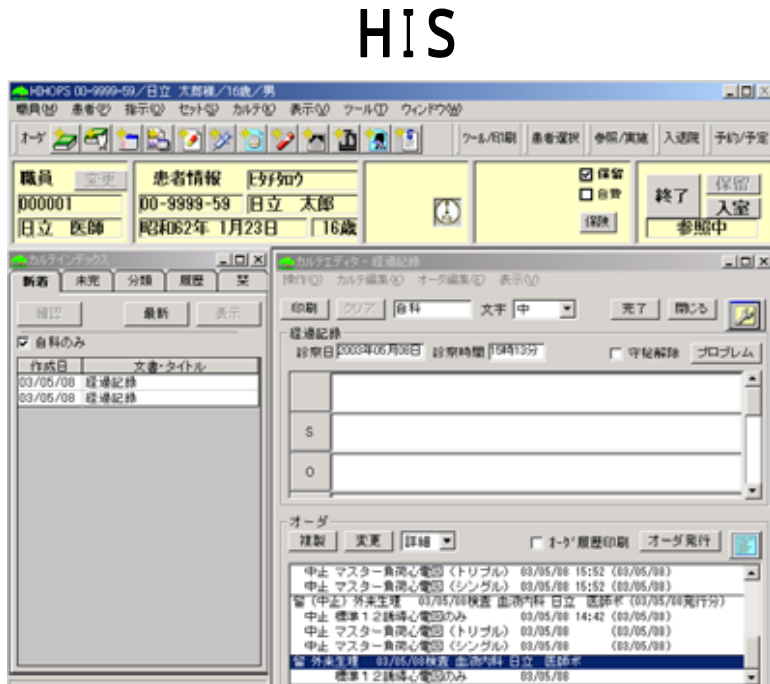 HIS
HIHOPS 00-9999-59／日立 太郎様／16歳／男
職員(M) 患者(P) 指示(O) セット(S) カルテ(K) 表示(V) ツール(T) ウィンドウ(W)
オーダ ツール/印刷 患者選択 参照/実施 入退院 予約/予定
職員 変更 患者情報 ﾋﾀﾁﾀﾛｳ 保留 終了 保留
000001 00-9999-59 日立 太郎 自費 入室
日立 医師 昭和62年 1月23日 16歳 保険 参照中
カルテインデックス
新着 未完 分類 履歴 栞
確認 最新 表示
自科のみ
作成日 文書・タイトル
03/05/08 経過記録
03/05/08 経過記録
カルテエディタ - 経過記録
操作(O) カルテ編集(K) オーダ編集(E) 表示(V)
印刷 クリア 自科 文字 中 完了 閉じる
経過記録
診察日 2003年05月08日 診察時間 15時13分 守秘解除 プロブレム
S
O
オーダ
複製 変更 詳細 ｵｰﾀﾞ履歴印刷 オーダ発行
中止 マスター負荷心電図（トリプル） 03/05/08 15:52 (03/05/08)
中止 マスター負荷心電図（シングル） 03/05/08 15:52 (03/05/08)
留（中止）外来生理 03/05/08検査 血液内科 日立 医師ボ (03/05/08発行分)
中止 標準１２誘導心電図のみ 03/05/08 14:42 (03/05/08)
中止 マスター負荷心電図（トリプル） 03/05/08 (03/05/08)
中止 マスター負荷心電図（シングル） 03/05/08 (03/05/08)
留 外来生理 03/05/08検査 血液内科 日立 医師ボ
標準１２誘導心電図のみ 03/05/08